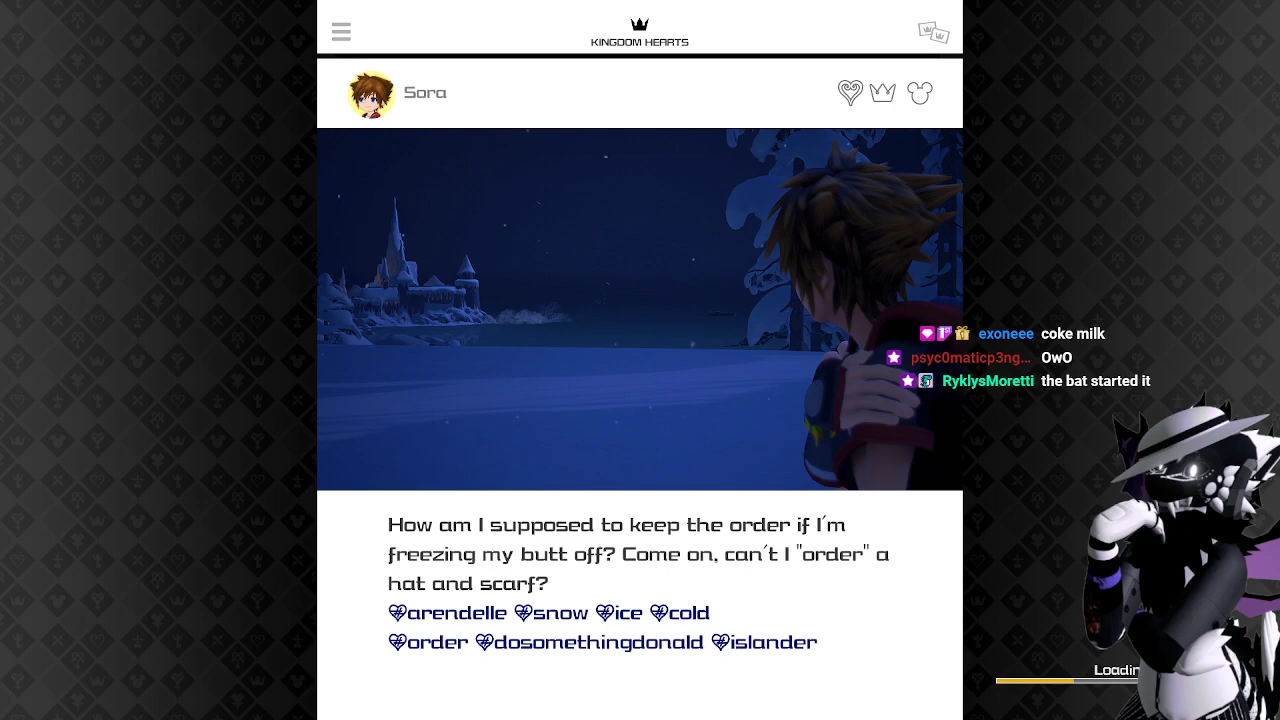 KINGDOM HEARTS
Sora
exoneee coke milk
psyc0maticp3ng... OwO
RyklysMoretti the bat started it
How am I supposed to keep the order if I'm
freezing my butt off? Come on, can't I "order" a
hat and scarf?
#arendelle #snow #ice #cold
#order #dosomethingdonald #islander
Loadin